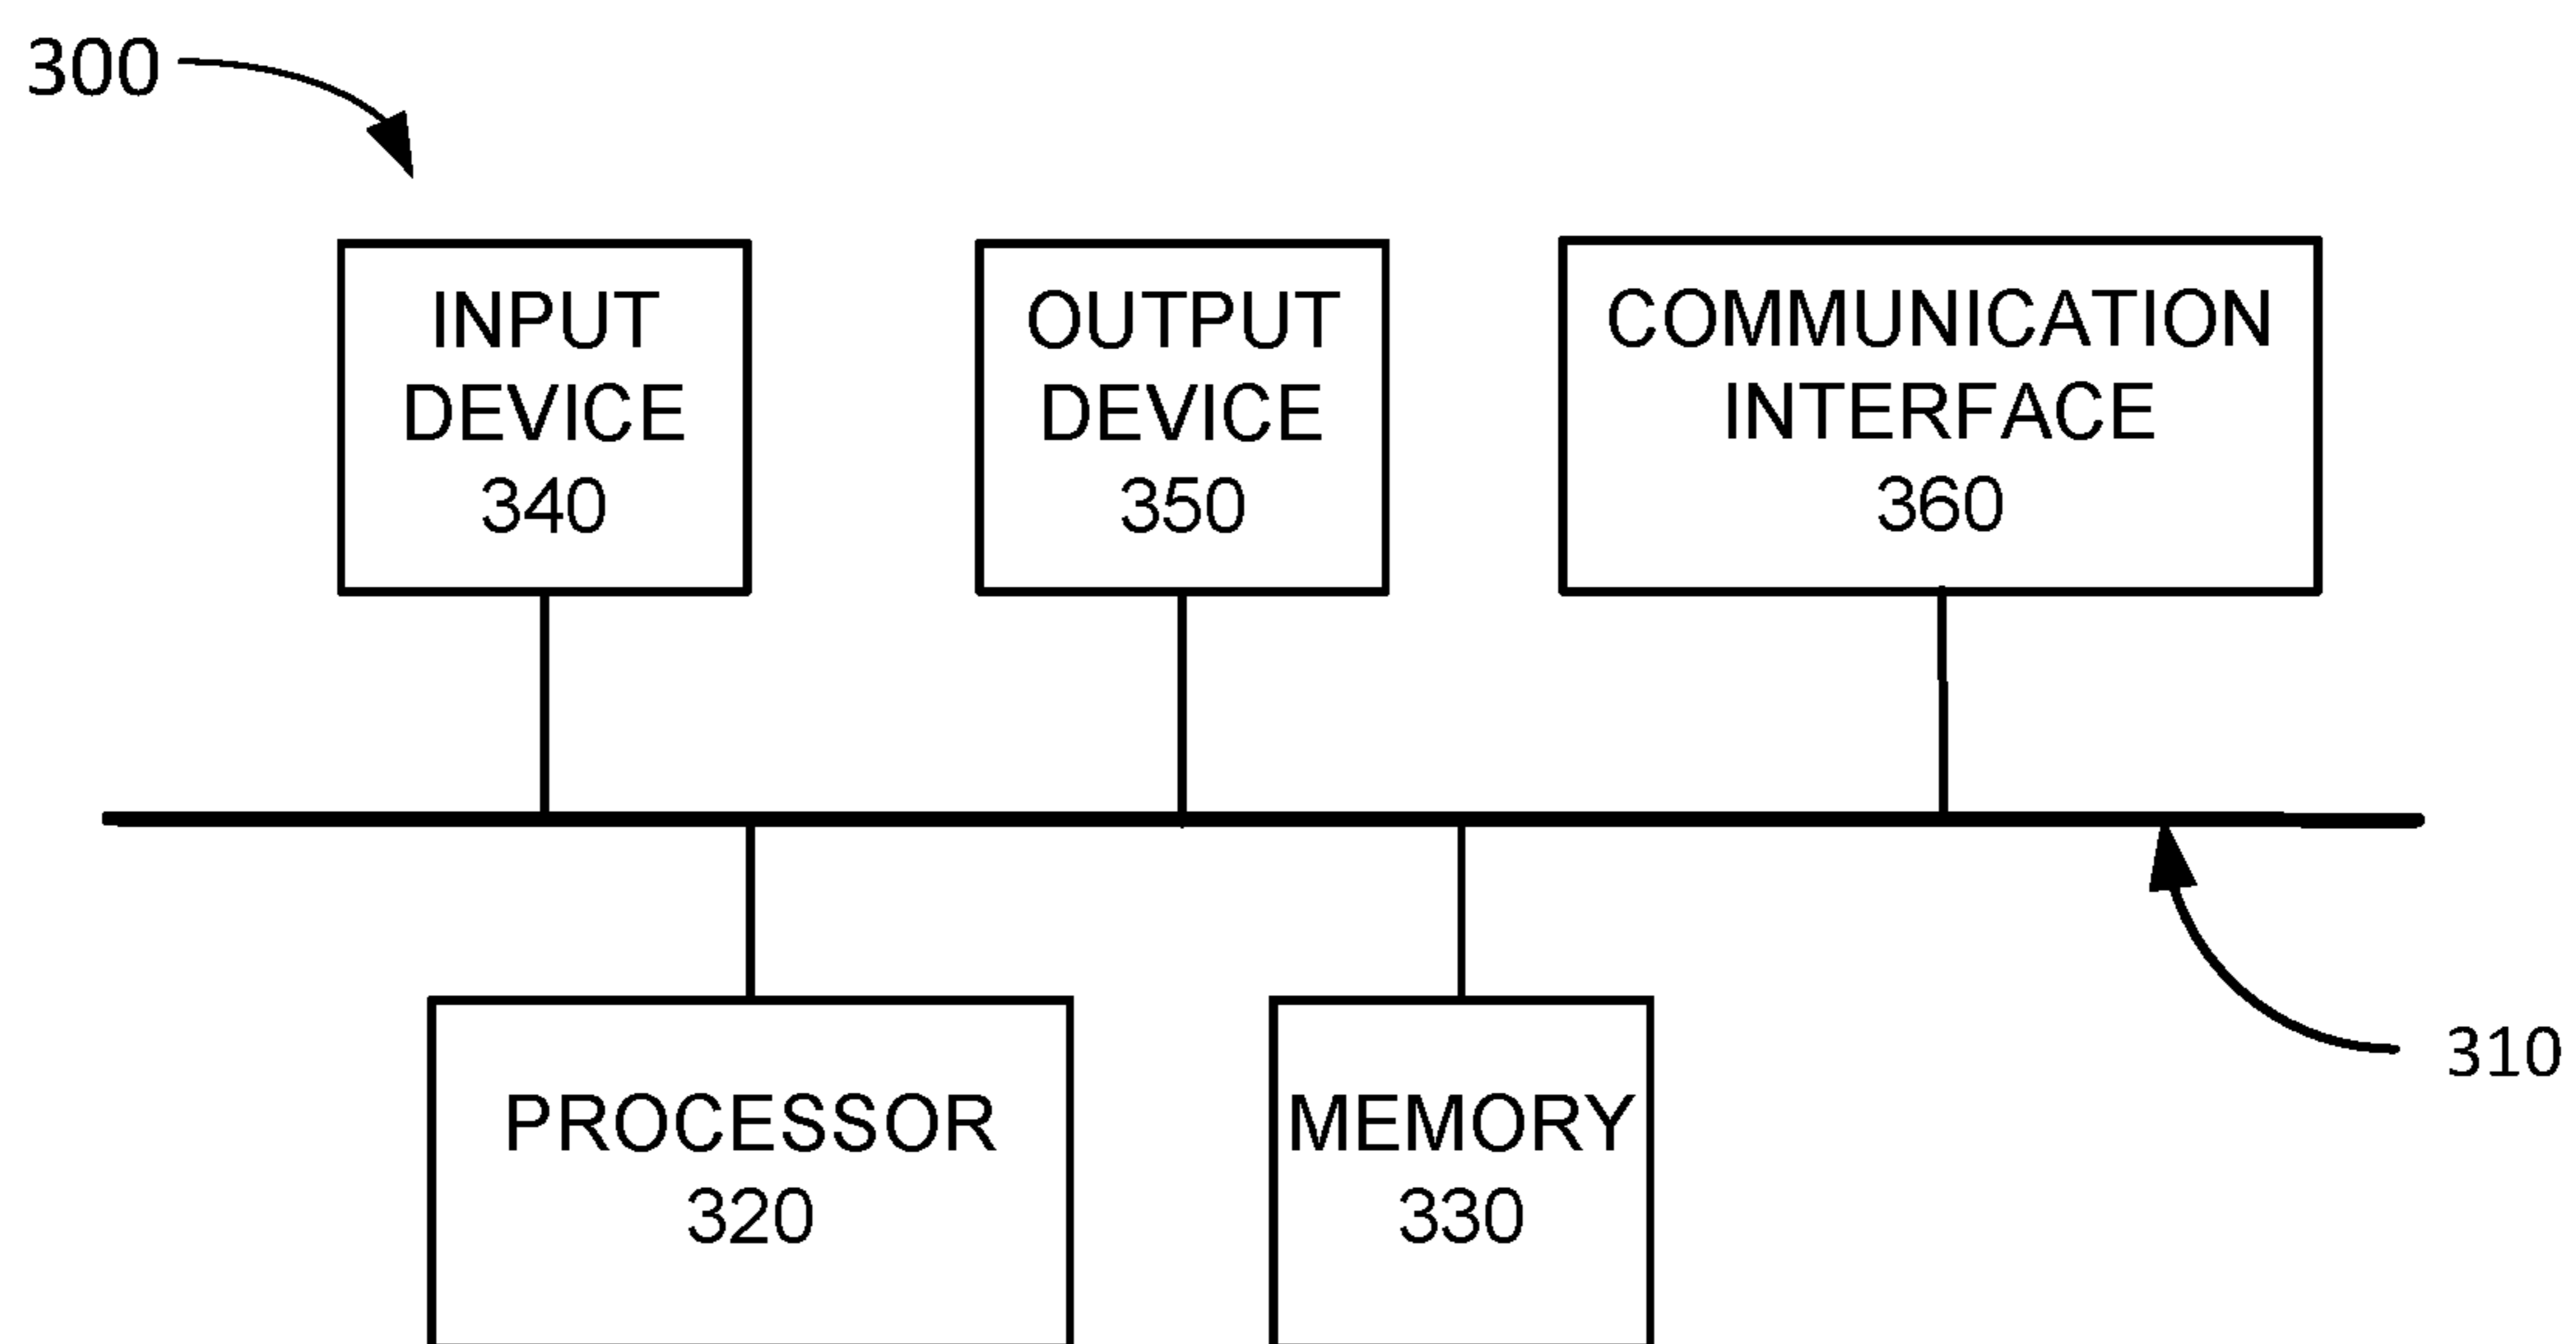 300
INPUT
DEVICE
340
OUTPUT
DEVICE
350
COMMUNICATION
INTERFACE
360
310
PROCESSOR
320
MEMORY
330